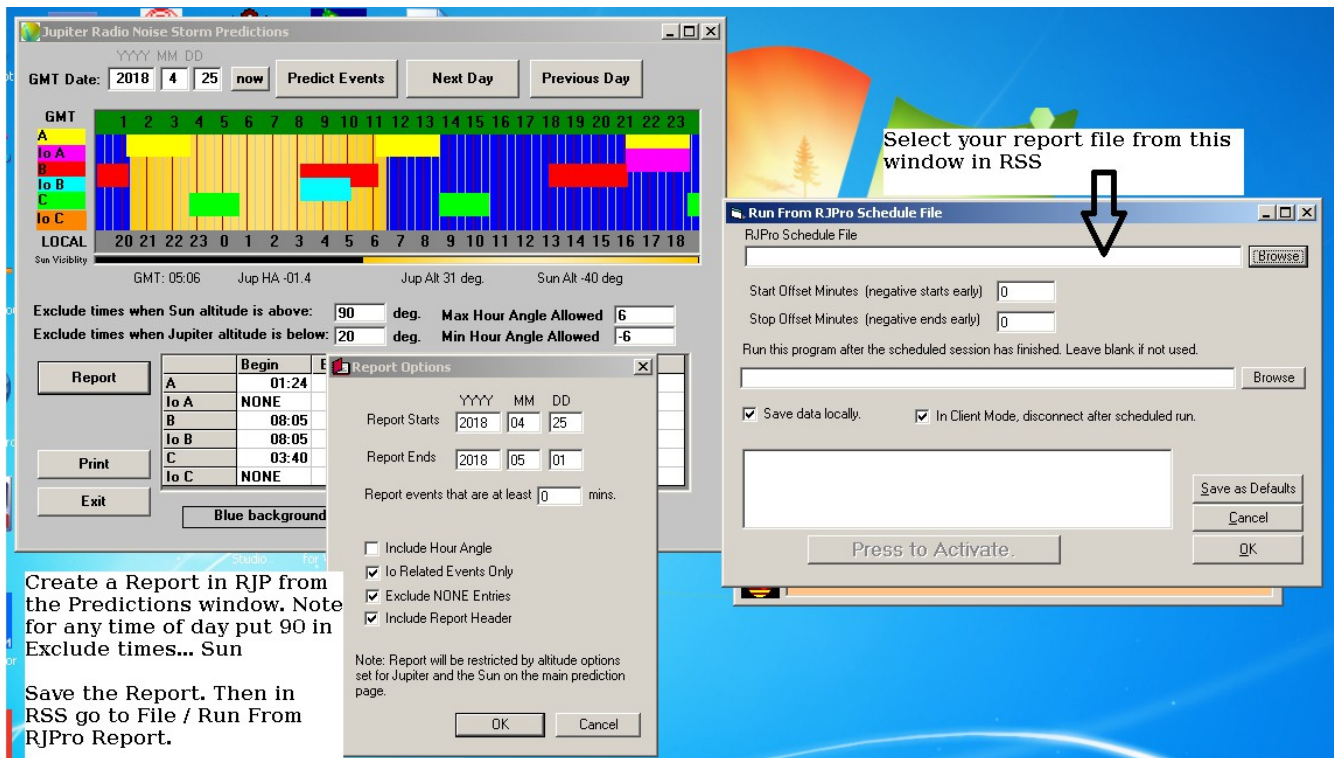 Jupiter Radio Noise Storm Predictions
YYYY MM DD
GMT Date: 2018 4 25 now Predict Events Next Day Previous Day
GMT 1 2 3 4 5 6 7 8 9 10 11 12 13 14 15 16 17 18 19 20 21 22 23
A
Io A
B
Io B
C
Io C
LOCAL 20 21 22 23 0 1 2 3 4 5 6 7 8 9 10 11 12 13 14 15 16 17 18
Sun Visiblity
GMT: 05:06 Jup HA -01.4 Jup Alt 31 deg. Sun Alt -40 deg
Exclude times when Sun altitude is above: 90 deg. Max Hour Angle Allowed 6
Exclude times when Jupiter altitude is below: 20 deg. Min Hour Angle Allowed -6
Report
Begin
A 01:24
Io A NONE
B 08:05
Io B 08:05
C 03:40
Io C NONE
Print
Exit
Blue background
Report Options
YYYY MM DD
Report Starts 2018 04 25
Report Ends 2018 05 01
Report events that are at least 0 mins.
Include Hour Angle
Io Related Events Only
Exclude NONE Entries
Include Report Header
Note: Report will be restricted by altitude options
set for Jupiter and the Sun on the main prediction
page.
OK Cancel
Studio
Create a Report in RJP from
the Predictions window. Note
for any time of day put 90 in
Exclude times... Sun
Save the Report. Then in
RSS go to File / Run From
RJPro Report.
Select your report file from this
window in RSS
Run From RJPro Schedule File
RJPro Schedule File
Browse
Start Offset Minutes (negative starts early) 0
Stop Offset Minutes (negative ends early) 0
Run this program after the scheduled session has finished. Leave blank if not used.
Browse
Save data locally. In Client Mode, disconnect after scheduled run.
Save as Defaults
Cancel
Press to Activate.
OK